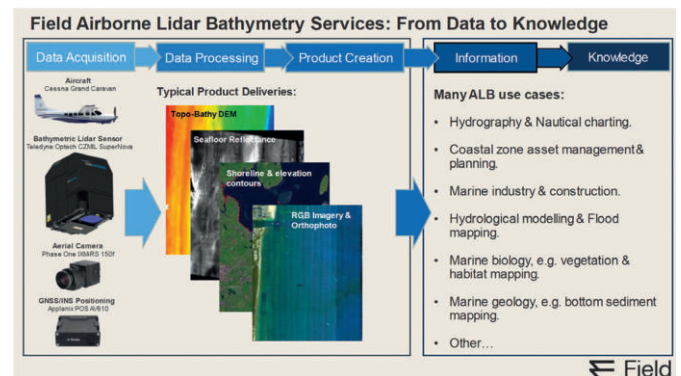 Field Airborne Lidar Bathymetry Services: From Data to Knowledge
Data Acquisition
Data Processing
Product Creation
Information
Knowledge
Aircraft
Cessna Grand Caravan
Bathymetric Lidar Sensor
Teledyne Optech CZMIL SuperNova
Aerial Camera
Phase One IXMRS 150f
GNSS/INS Positioning
Applanix POS AV610
Typical Product Deliveries:
Topo-Bathy DEM
Seafloor Reflectance
Shoreline & elevation
contours
RGB Imagery &
Orthophoto
Many ALB use cases:
• Hydrography & Nautical charting.
• Coastal zone asset management &
planning.
• Marine industry & construction.
• Hydrological modelling & Flood
mapping.
• Marine biology, e.g. vegetation &
habitat mapping.
• Marine geology, e.g. bottom sediment
mapping.
• Other…
Field